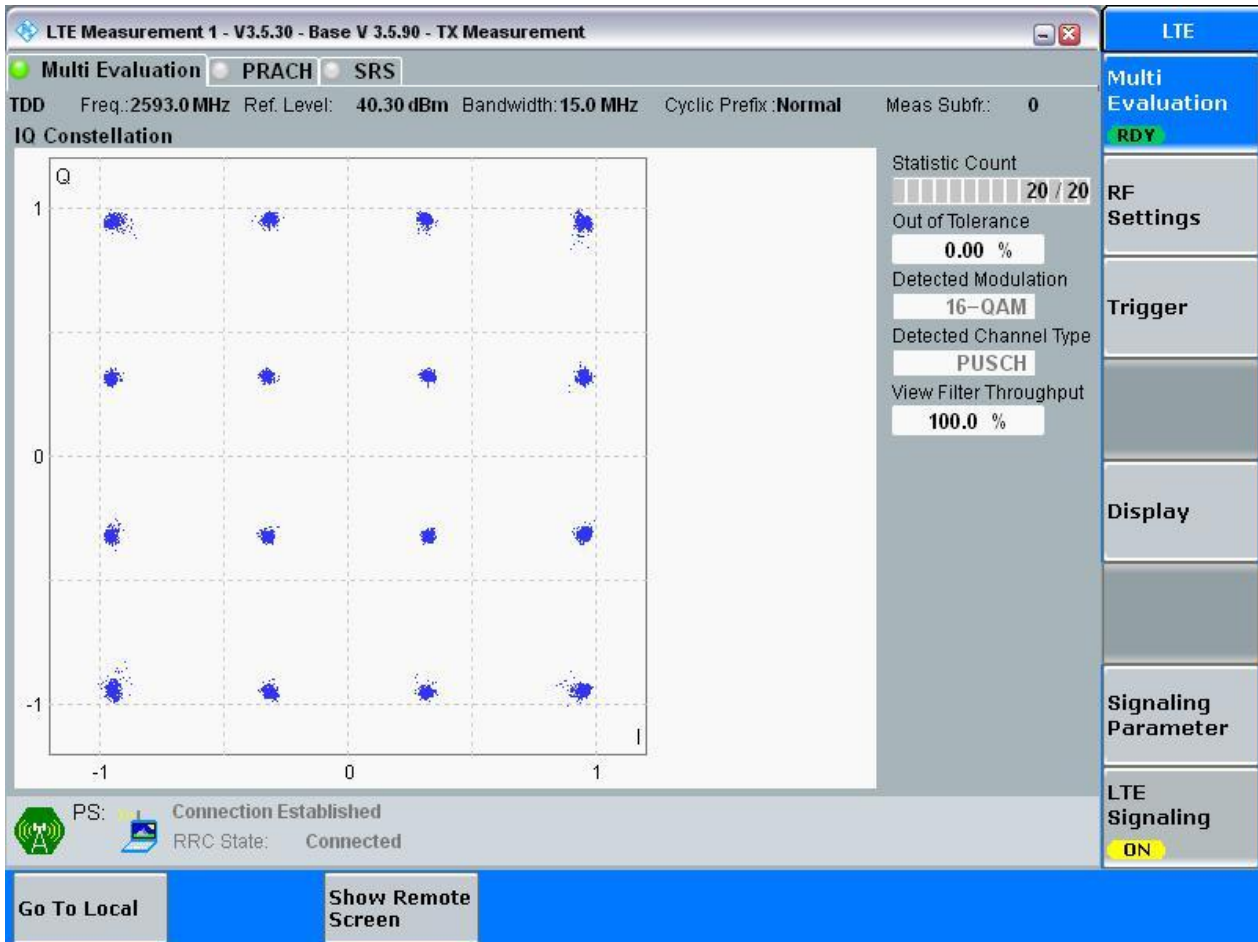 LTE Measurement 1 - V3.5.30 - Base V 3.5.90 - TX Measurement
LTE
Multi Evaluation PRACH SRS
Multi
Evaluation
RDY
TDD Freq.:2593.0 MHz Ref. Level: 40.30 dBm Bandwidth:15.0 MHz Cyclic Prefix :Normal Meas Subfr.: 0
IQ Constellation
Q
1
0
-1
-1 0 1
I
Statistic Count
20 / 20
Out of Tolerance
0.00 %
Detected Modulation
16-QAM
Detected Channel Type
PUSCH
View Filter Throughput
100.0 %
RF
Settings
Trigger
Display
Signaling
Parameter
LTE
Signaling
ON
PS: Connection Established
RRC State: Connected
Go To Local
Show Remote
Screen